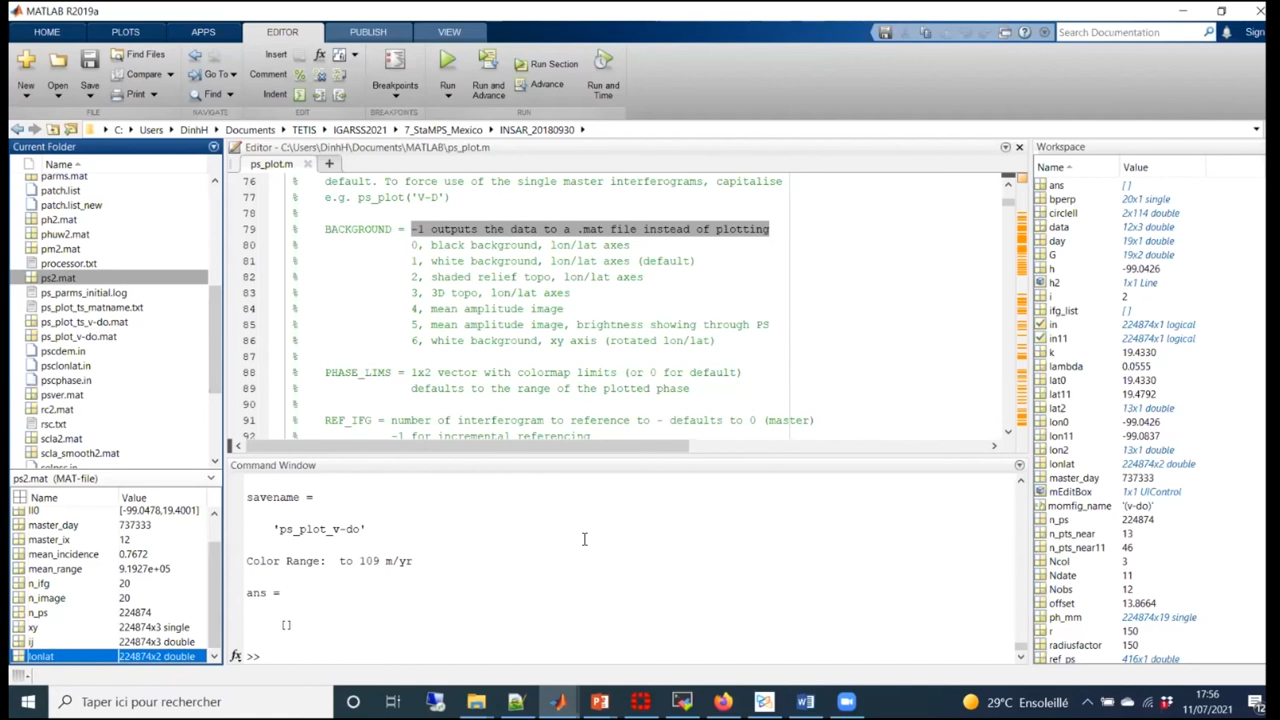 MATLAB R2019a
HOME PLOTS APPS EDITOR PUBLISH VIEW Search Documentation Sign
New Open Save Find Files Compare Print Go To Find Insert Comment Indent Breakpoints Run Run and Advance Run Section Advance Run and Time
FILE NAVIGATE EDIT BREAKPOINTS RUN
C: Users DinhH Documents TETIS IGARSS2021 7_StaMPS_Mexico INSAR_20180930
Current Folder
Name
parms.mat
patch.list
patch.list_new
ph2.mat
phuw2.mat
pm2.mat
processor.txt
ps2.mat
ps_parms_initial.log
ps_plot_ts_matname.txt
ps_plot_ts_v-do.mat
ps_plot_v-do.mat
pscdem.in
psclonlat.in
pscphase.in
psver.mat
rc2.mat
rsc.txt
scla2.mat
scla_smooth2.mat
ps2.mat (MAT-file)
Name Value
ll0 [-99.0478,19.4001]
master_day 737333
master_ix 12
mean_incidence 0.7672
mean_range 9.1927e+05
n_ifg 20
n_image 20
n_ps 224874
xy 224874x3 single
ij 224874x3 double
lonlat 224874x2 double
Editor - C:\Users\DinhH\Documents\MATLAB\ps_plot.m
ps_plot.m
76 % default. To force use of the single master interferograms, capitalise
77 % e.g. ps_plot('V-D')
78 %
79 % BACKGROUND = -1 outputs the data to a .mat file instead of plotting
80 % 0, black background, lon/lat axes
81 % 1, white background, lon/lat axes (default)
82 % 2, shaded relief topo, lon/lat axes
83 % 3, 3D topo, lon/lat axes
84 % 4, mean amplitude image
85 % 5, mean amplitude image, brightness showing through PS
86 % 6, white background, xy axis (rotated lon/lat)
87 %
88 % PHASE_LIMS = 1x2 vector with colormap limits (or 0 for default)
89 % defaults to the range of the plotted phase
90 %
91 % REF_IFG = number of interferogram to reference to - defaults to 0 (master)
92 -1 for incremental referencing
Command Window
savename =
'ps_plot_v-do'
Color Range: to 109 m/yr
ans =
[]
fx >>
Workspace
Name Value
ans []
bperp 20x1 single
circlell 2x114 double
data 12x3 double
day 19x1 double
G 19x2 double
h -99.0426
h2 1x1 Line
i 2
ifg_list []
in 224874x1 logical
in11 224874x1 logical
k 19.4330
lambda 0.0555
lat0 19.4330
lat11 19.4792
lat2 13x1 double
lon0 -99.0426
lon11 -99.0837
lon2 13x1 double
lonlat 224874x2 double
master_day 737333
mEditBox 1x1 UIControl
momfig_name '(v-do)'
n_ps 224874
n_pts_near 13
n_pts_near11 46
Ncol 3
Ndate 11
Nobs 12
offset 13.8664
ph_mm 224874x19 single
r 150
radiusfactor 150
ref_ps 416x1 double
Taper ici pour rechercher
29°C Ensoleillé
17:56
11/07/2021
12